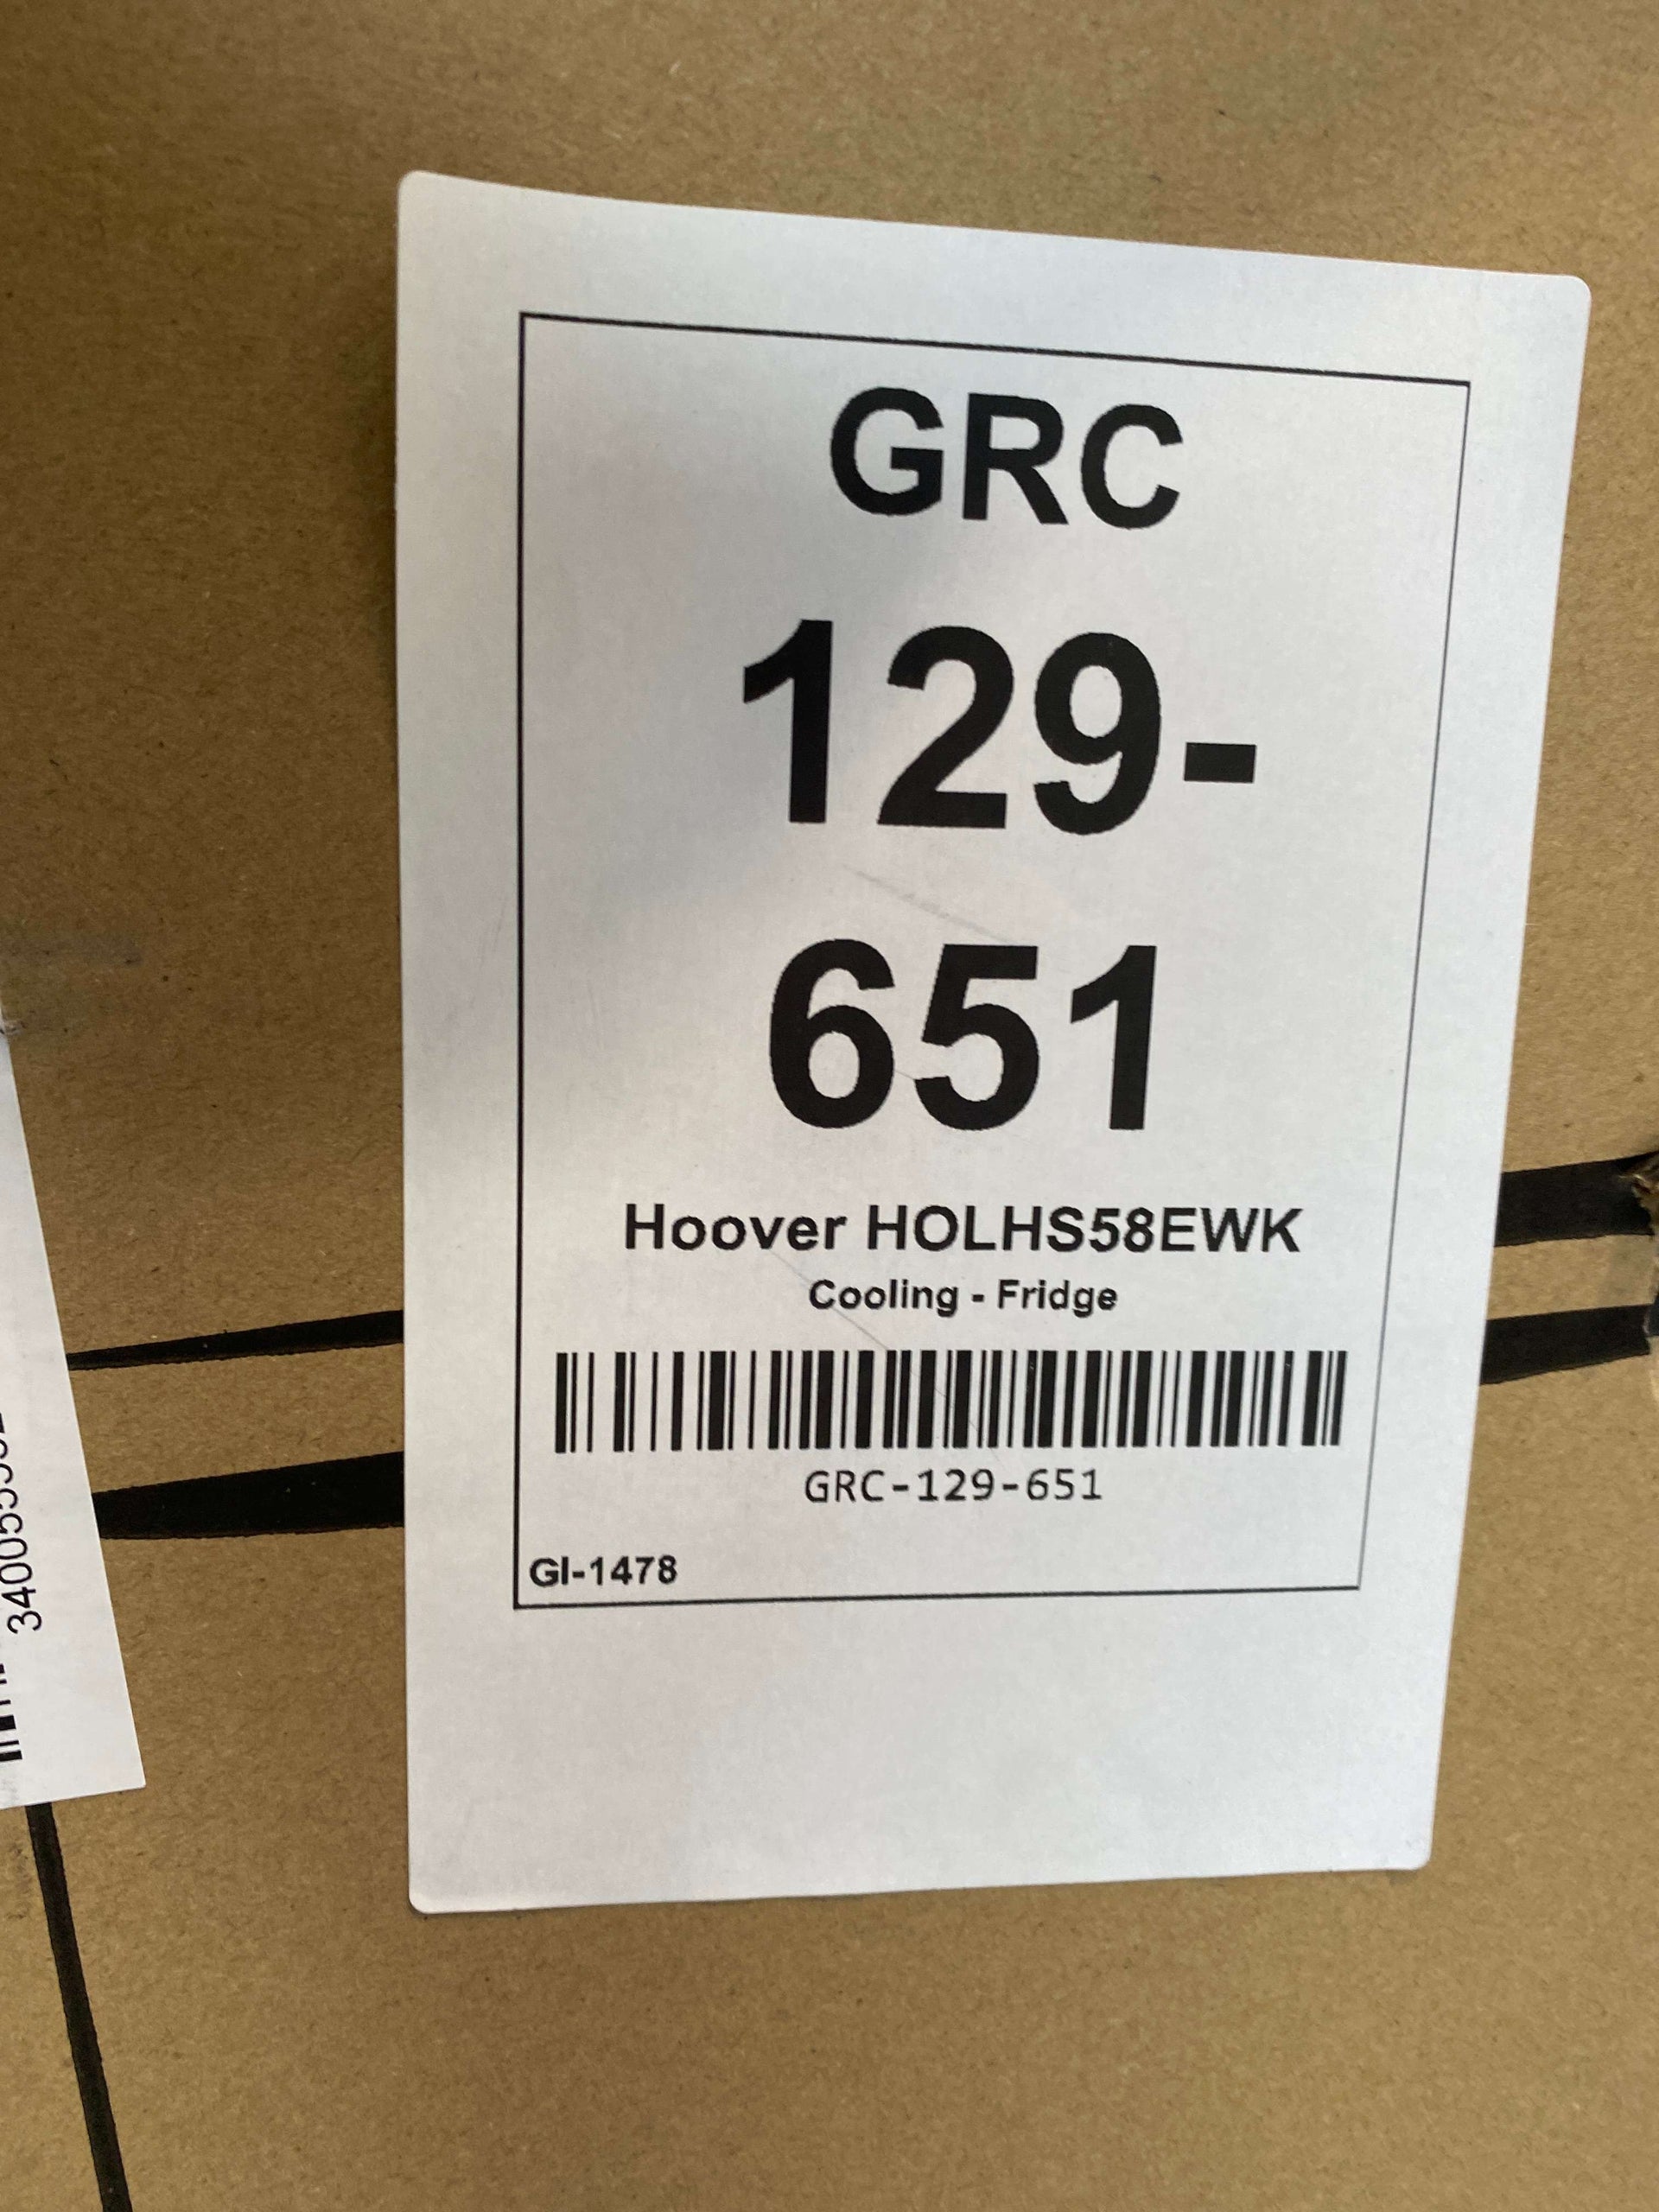 GRC
129-
651
Hoover HOLHS58EWK
Cooling - Fridge
GRC-129-651
GI-1478